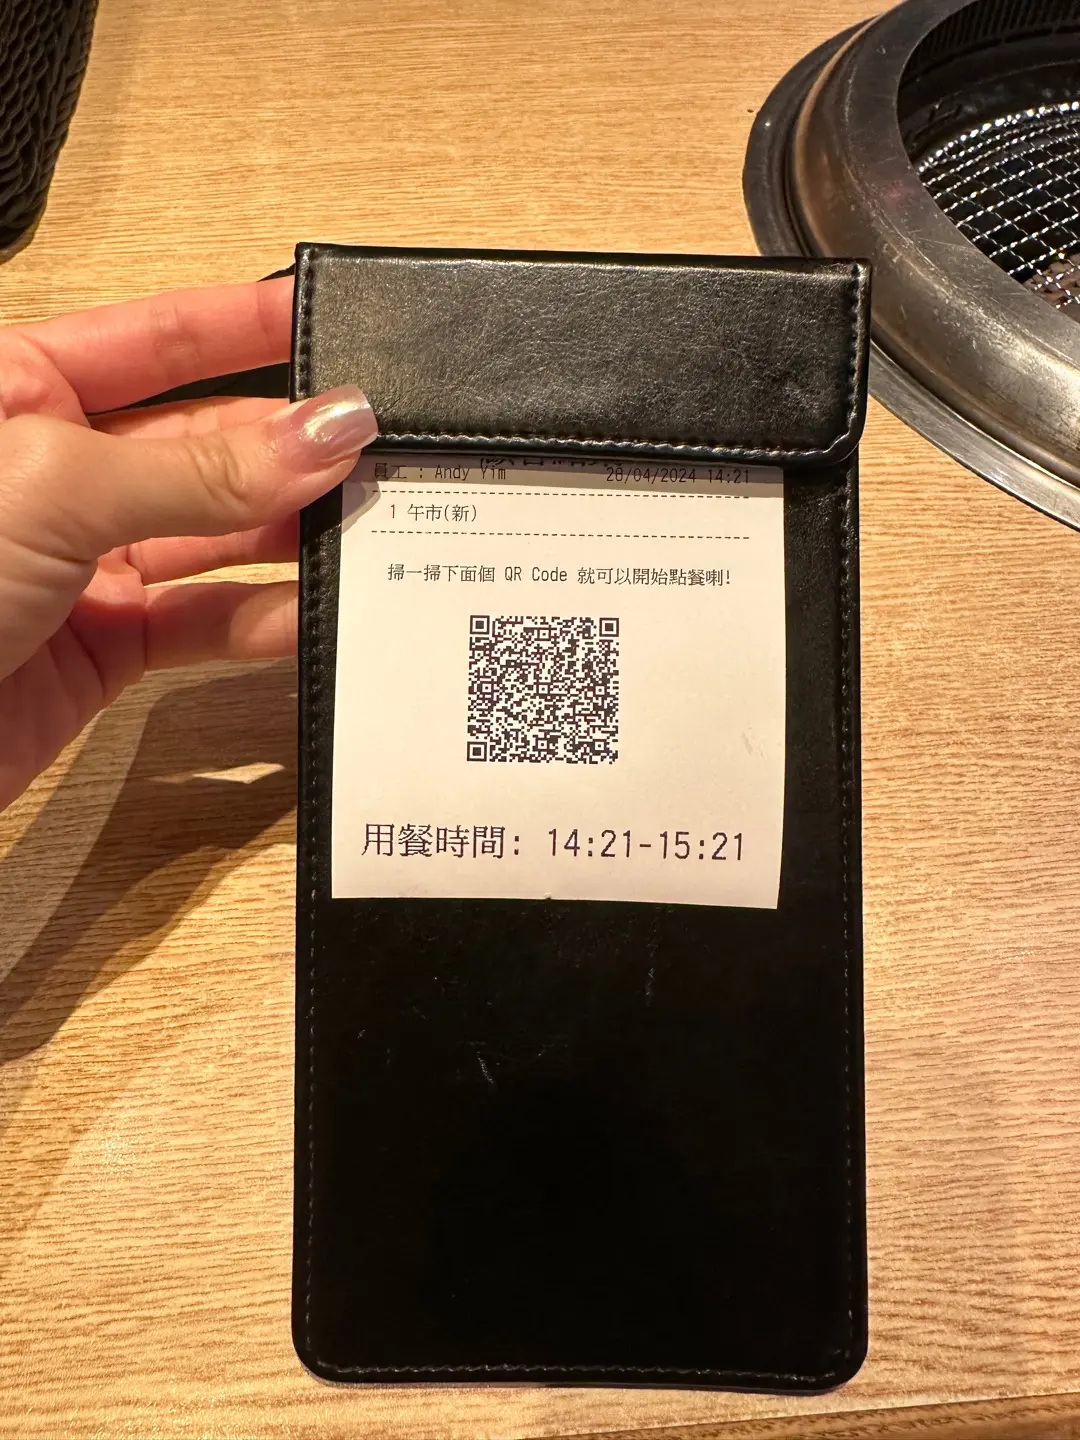 員工 : Andy Yim 28/04/2024 14:21
1 午市(新)
掃一掃下面個 QR Code 就可以開始點餐喇!
用餐時間: 14:21-15:21